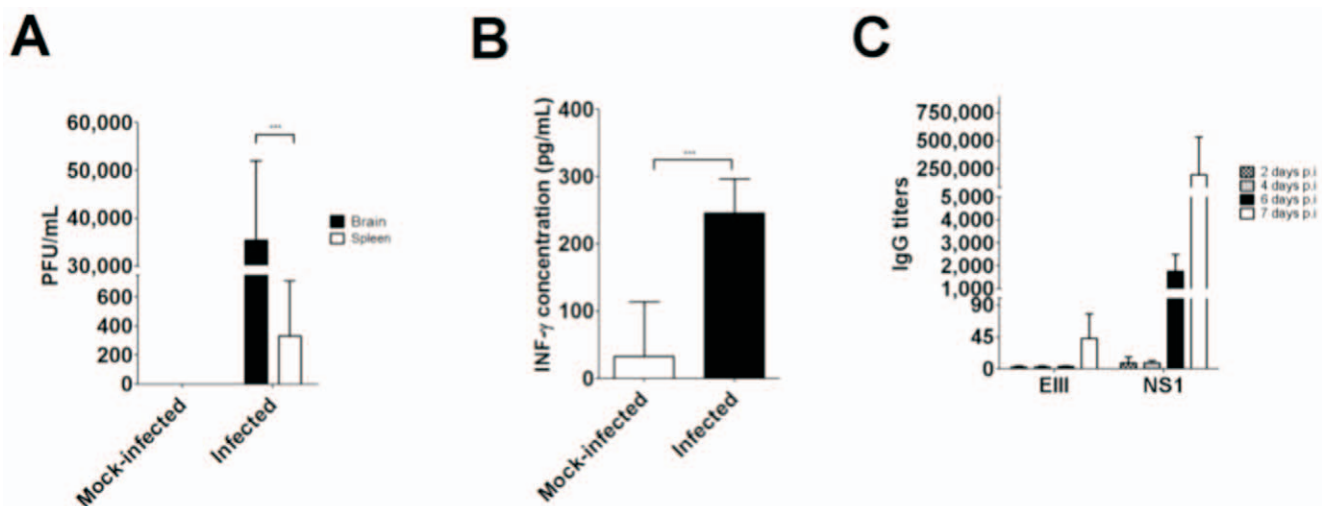 A
B
C
PFU/mL
60,000
50,000
40,000
30,000
600
400
200
0
Mock-infected
Infected
***
Brain
Spleen
INF-γ concentration (pg/mL)
400
300
200
100
0
Mock-infected
Infected
***
IgG titers
750,000
500,000
250,000
5,000
4,000
3,000
2,000
1,000
90
45
0
EIII
NS1
2 days p.i
4 days p.i
6 days p.i
7 days p.i